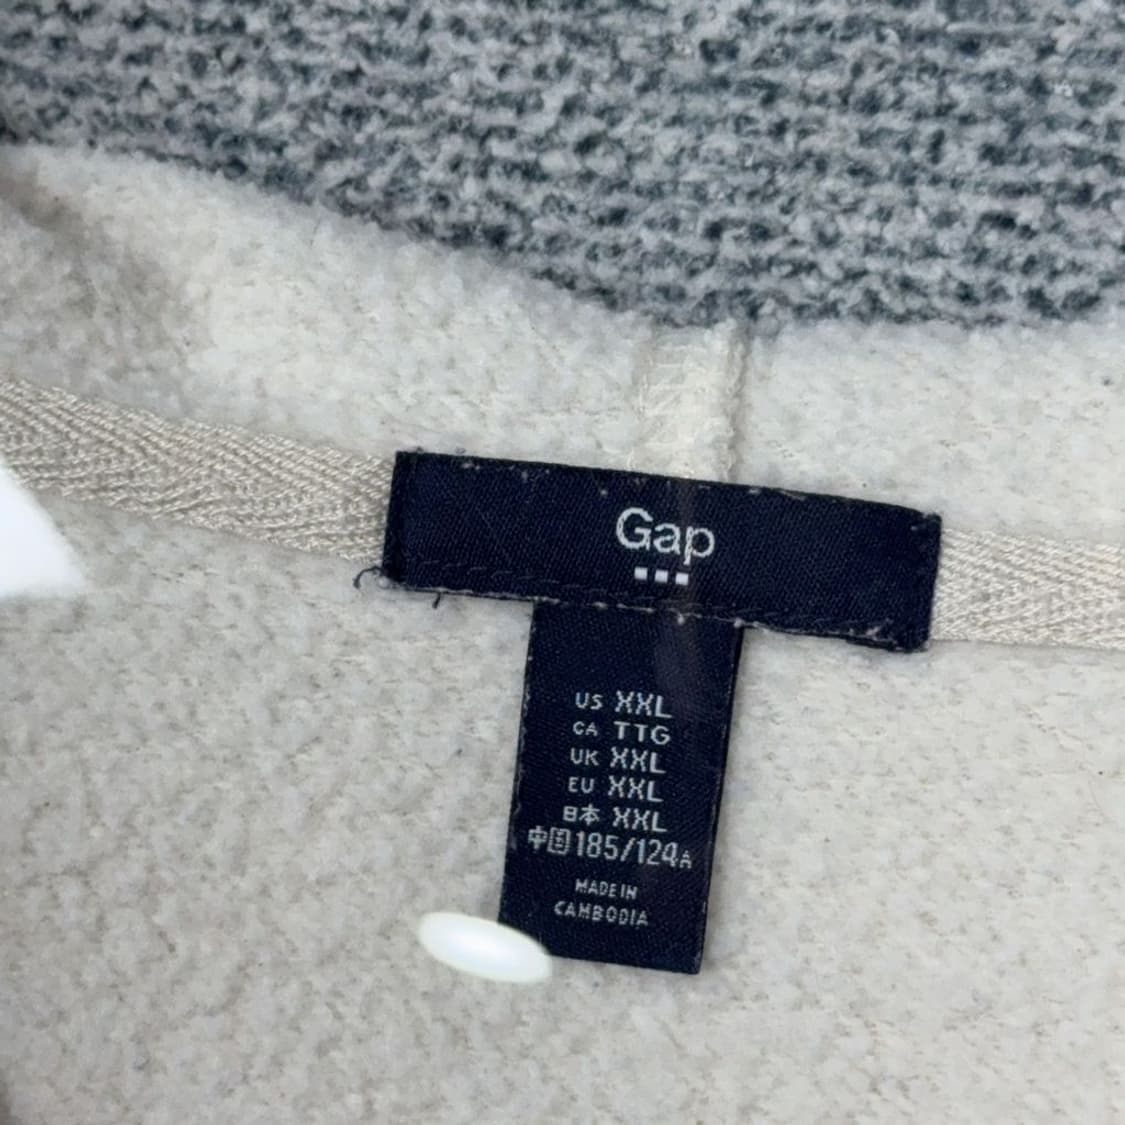 Gap
US XXL
CA TTG
UK XXL
EU XXL
日本 XXL
中国 185/124A
MADE IN
CAMBODIA